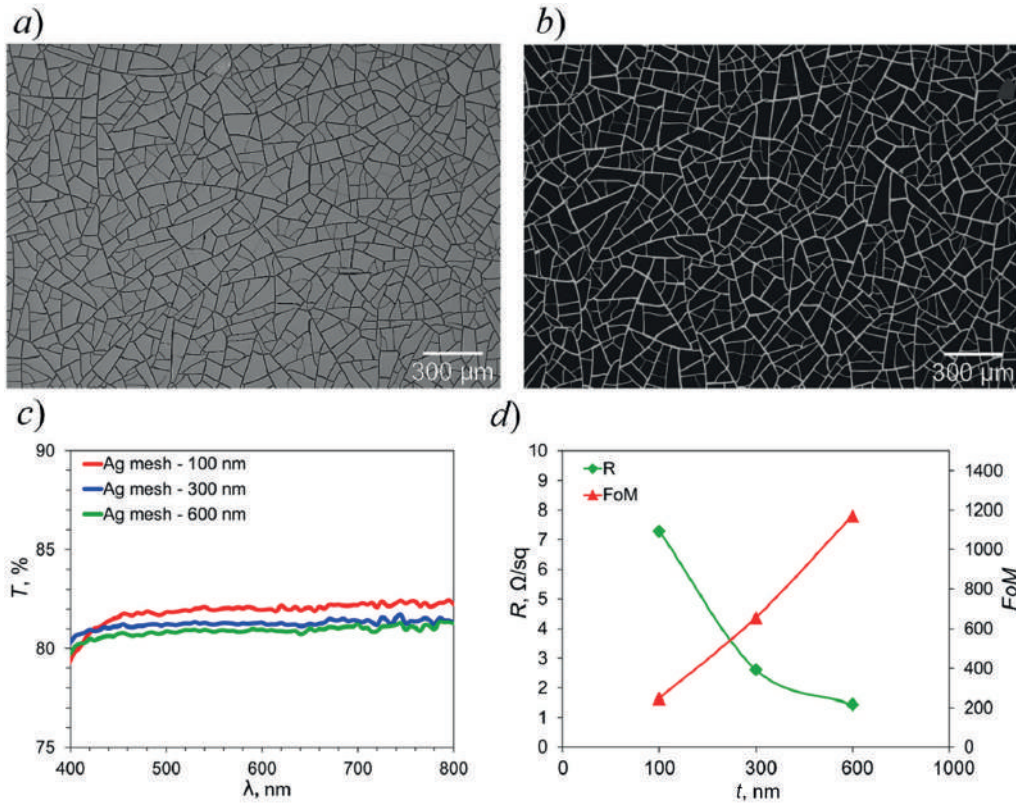 a)
b)
300 µm
300 µm
c)
d)
90
85
80
75
T, %
Ag mesh - 100 nm
Ag mesh - 300 nm
Ag mesh - 600 nm
400
500
600
700
800
λ, nm
10
9
8
7
6
5
4
3
2
1
0
R, Ω/sq
R
FoM
1400
1200
1000
800
600
400
200
0
FoM
0
100
300
600
1000
t, nm